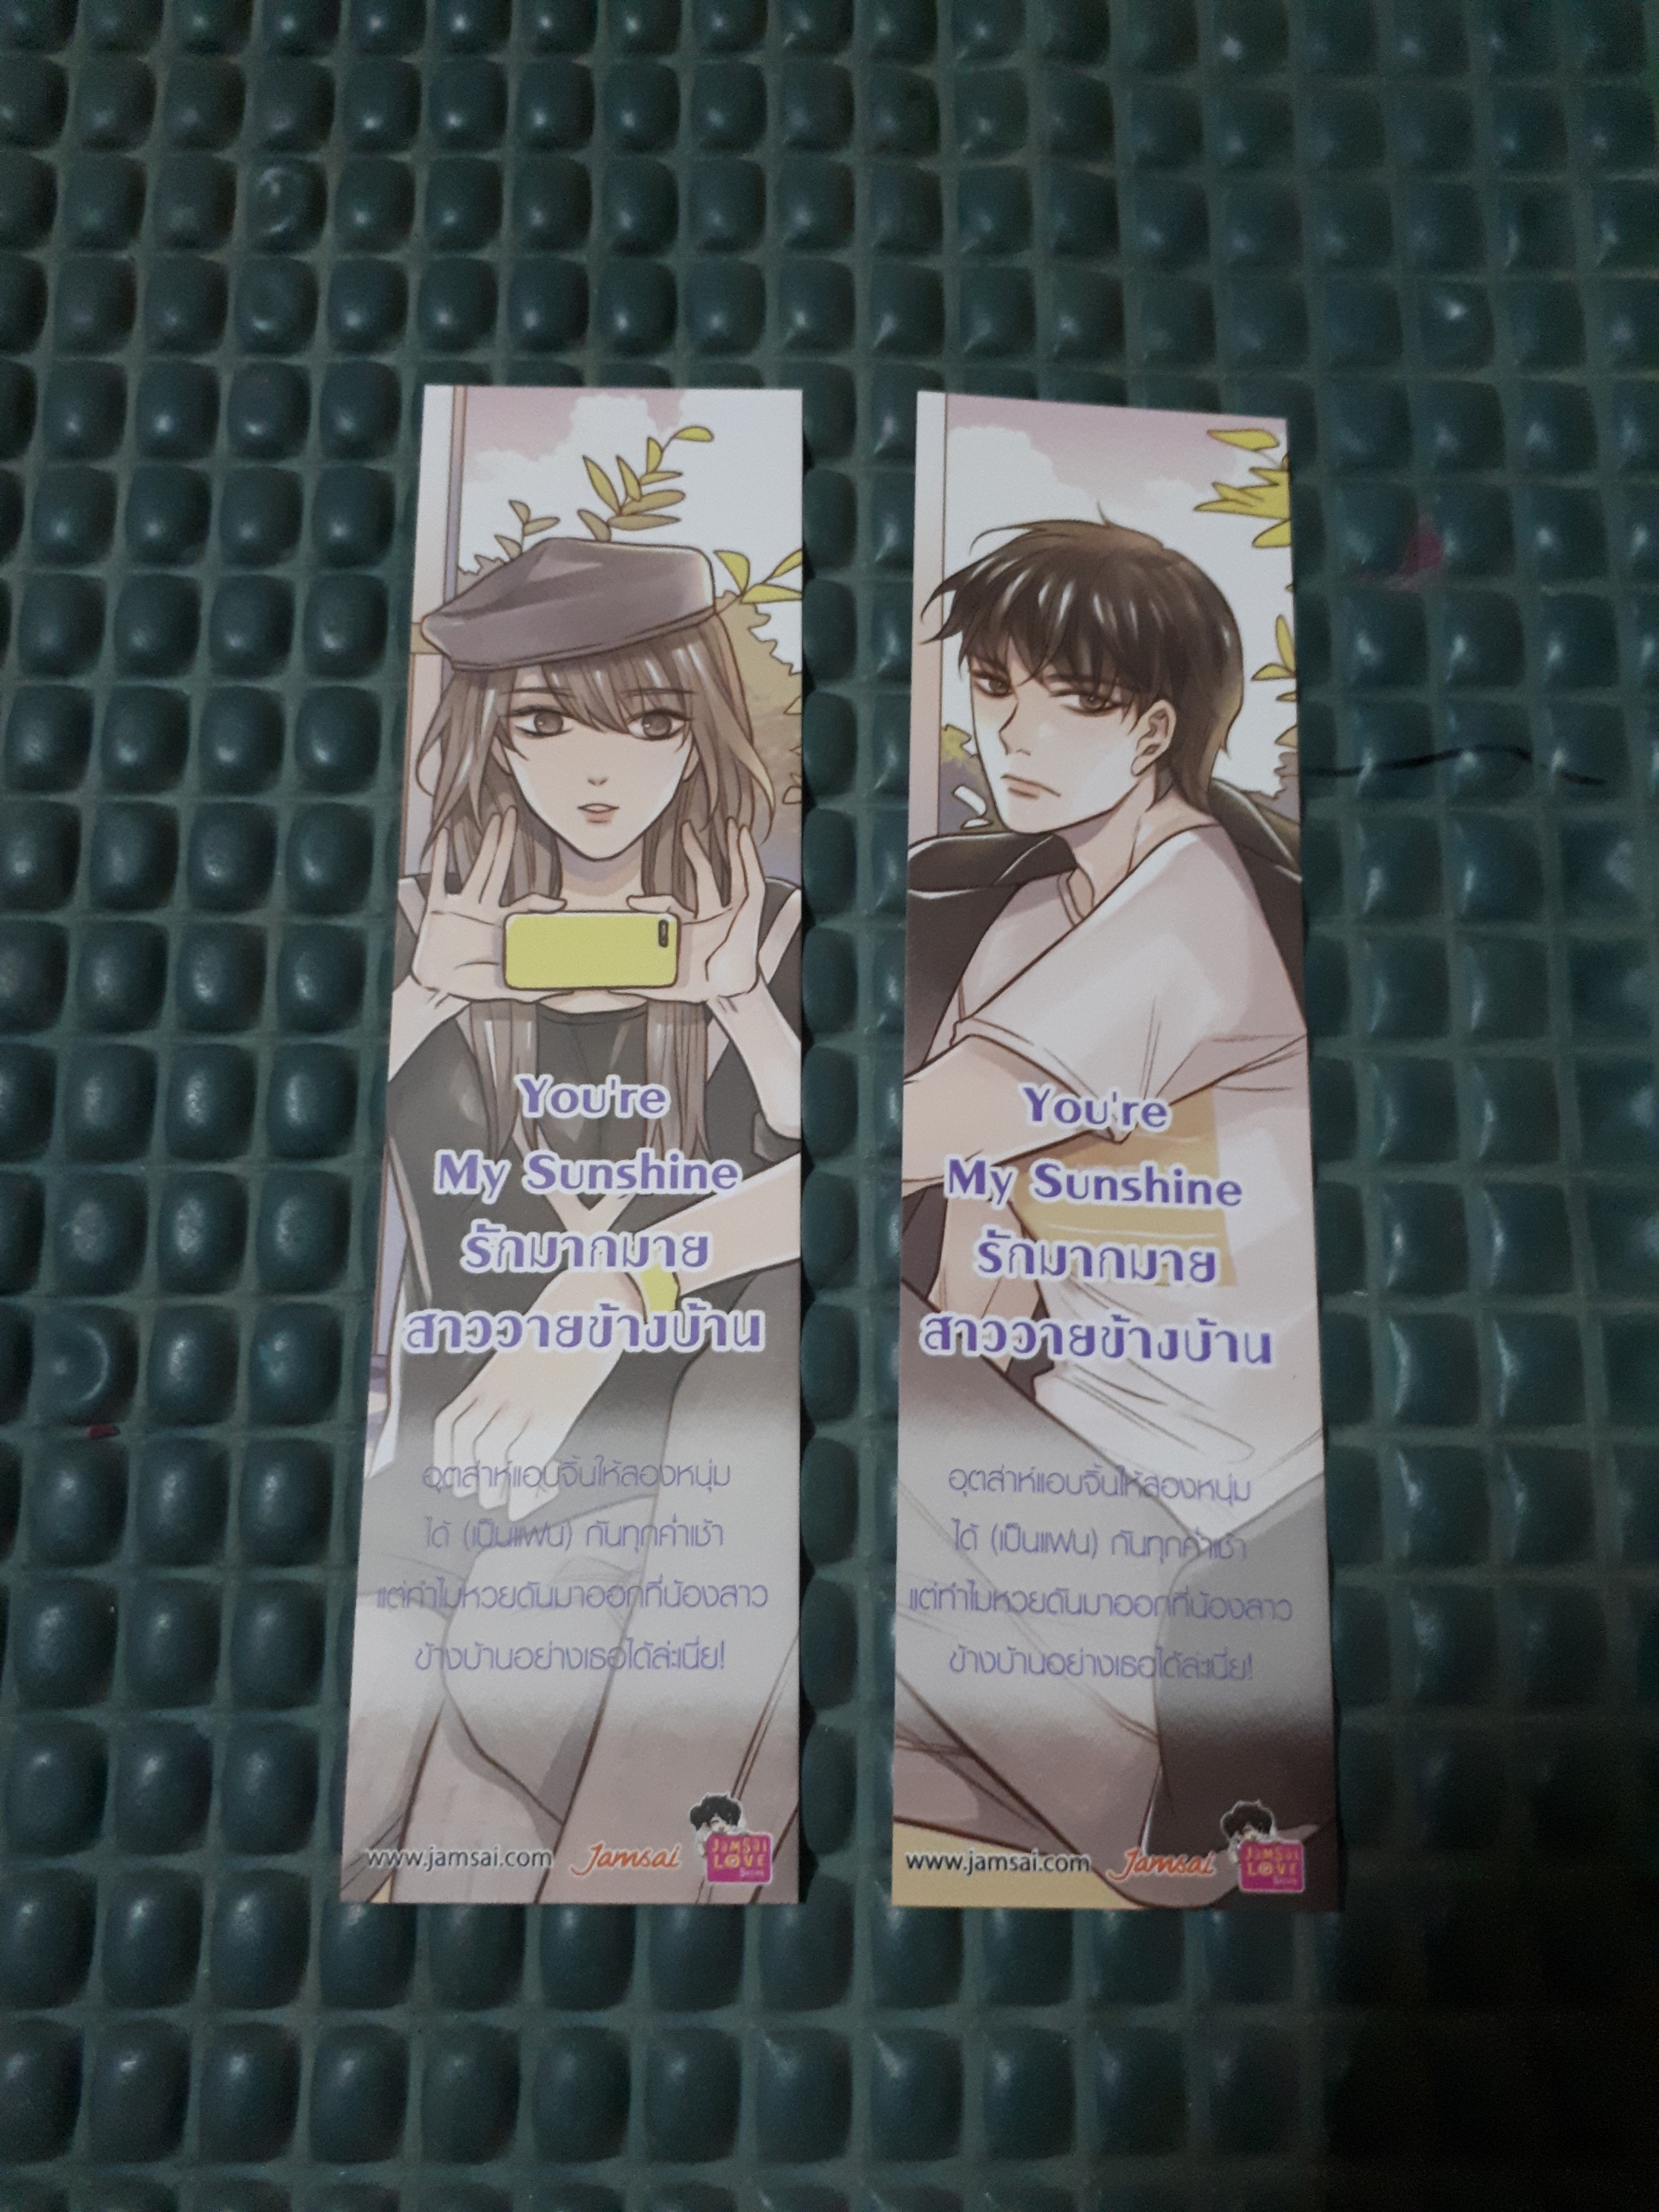 You're
My Sunshine
รักมากมาย
สาววายข้างบ้าน
อุตส่าห์แอบจิ้นให้สองหนุ่ม
ได้ (เป็นแฟน) กันทุกค่ำเช้า
แต่ทำไมหวยดันมาออกที่น้องสาว
ข้างบ้านอย่างเธอได้ล่ะเนี่ย!
www.jamsai.com Jamsai
JamSai
LOVE
Series
You're
My Sunshine
รักมากมาย
สาววายข้างบ้าน
อุตส่าห์แอบจิ้นให้สองหนุ่ม
ได้ (เป็นแฟน) กันทุกค่ำเช้า
แต่ทำไมหวยดันมาออกที่น้องสาว
ข้างบ้านอย่างเธอได้ล่ะเนี่ย!
www.jamsai.com Jamsai
JamSai
LOVE
Series